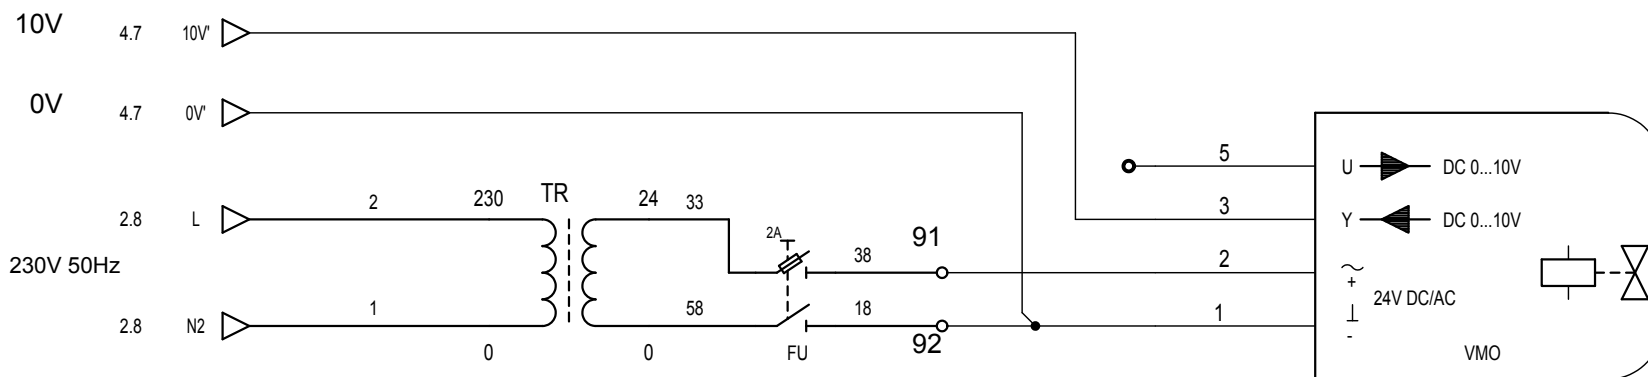 10V 4.7 10V'
0V 4.7 0V'
5 U DC 0...10V
2.8 L 2 230 TR 24 33 3 Y DC 0...10V
2A
230V 50Hz 38 91 2 ~ +
24V DC/AC
2.8 N2 1 58 18 1 ⊥ -
0 0 FU 92 VMO